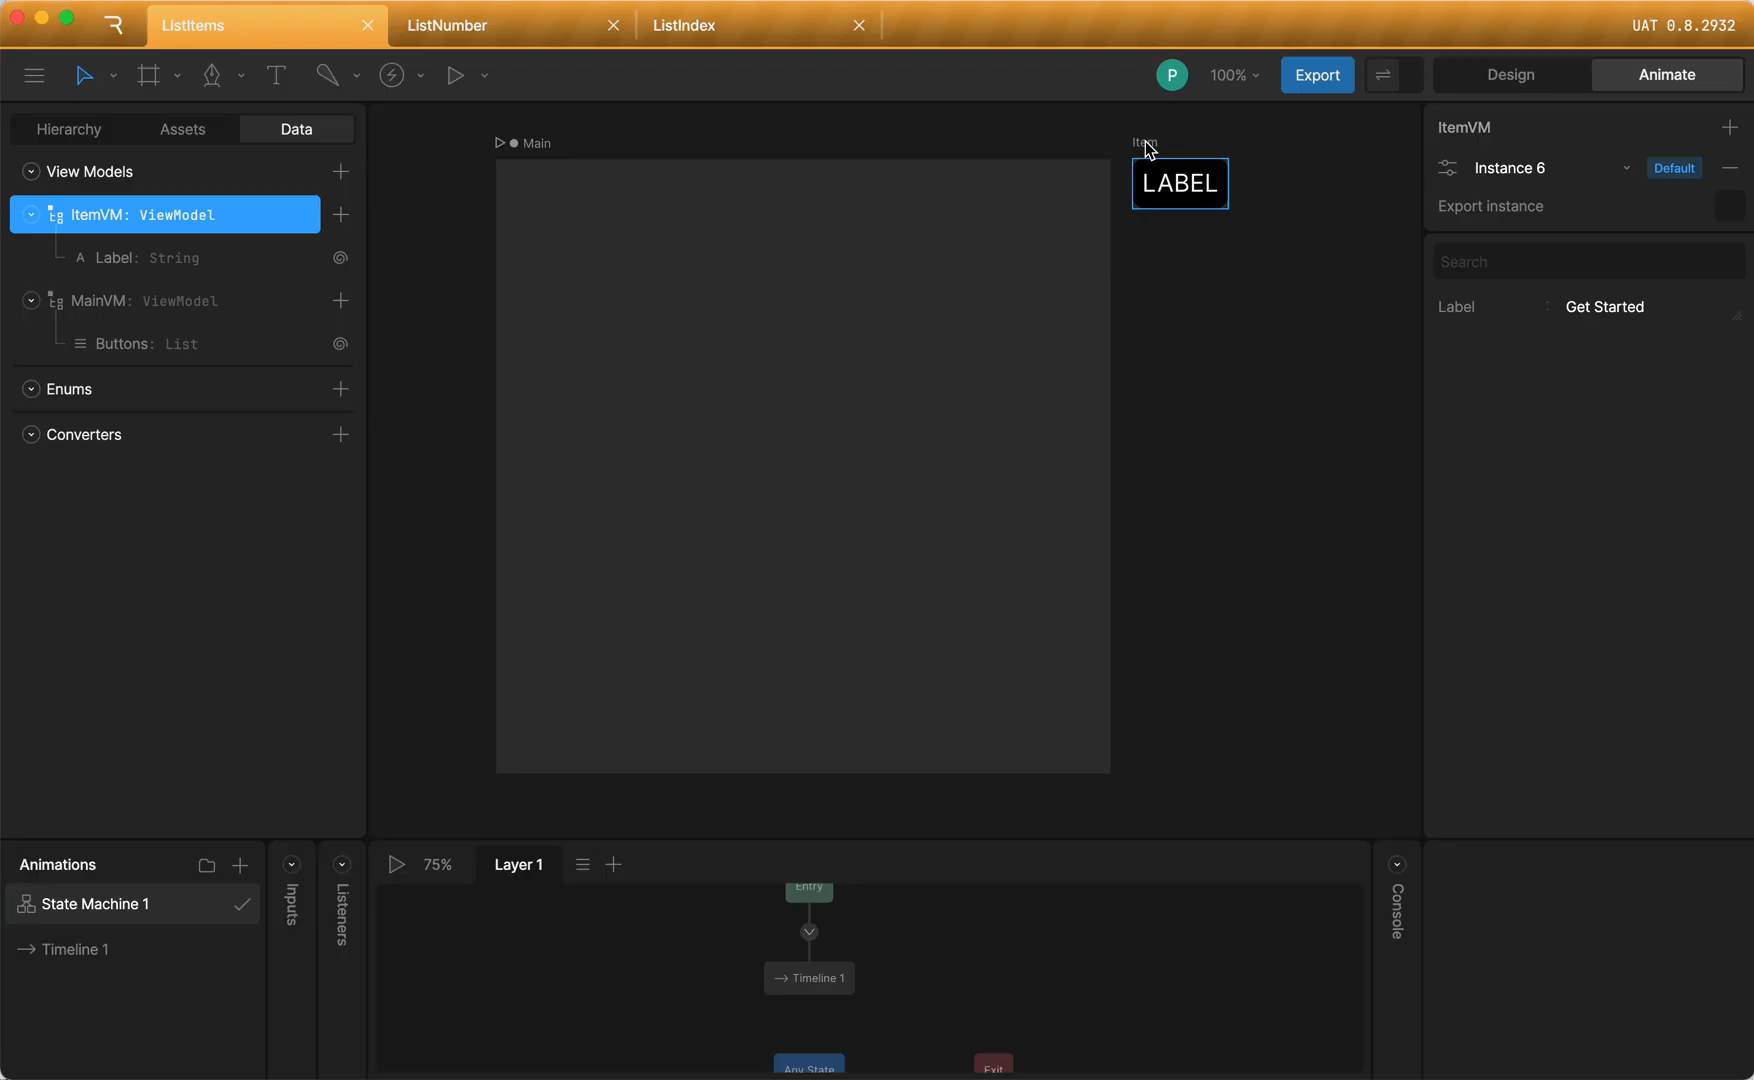 ListItems
ListNumber
ListIndex
UAT 0.8.2932
P
100%
Export
Design
Animate
Hierarchy
Assets
Data
View Models
ItemVM: ViewModel
A Label: String
MainVM: ViewModel
Buttons: List
Enums
Converters
Main
Item
LABEL
ItemVM
Instance 6
Default
Export instance
Search
Label : Get Started
Animations
State Machine 1
Timeline 1
Inputs
Listeners
75%
Layer 1
Entry
Timeline 1
Any State
Exit
Console